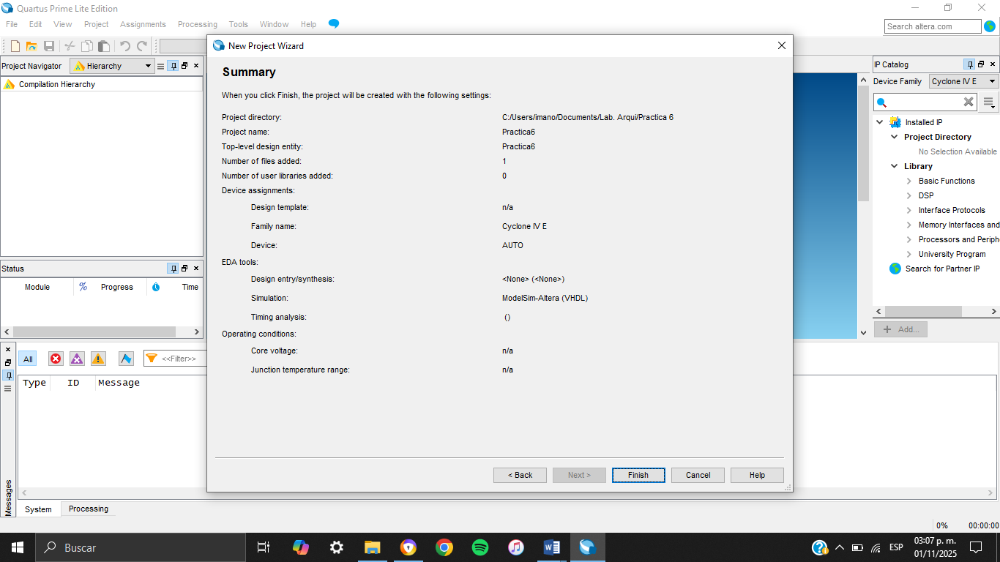 Quartus Prime Lite Edition
File Edit View Project Assignments Processing Tools Window Help
Search altera.com
Project Navigator Hierarchy
Compilation Hierarchy
Status
Module % Progress Time
New Project Wizard
Summary
When you click Finish, the project will be created with the following settings:
Project directory: C:/Users/imano/Documents/Lab. Arqui/Practica 6
Project name: Practica6
Top-level design entity: Practica6
Number of files added: 1
Number of user libraries added: 0
Device assignments:
Design template: n/a
Family name: Cyclone IV E
Device: AUTO
EDA tools:
Design entry/synthesis: <None> (<None>)
Simulation: ModelSim-Altera (VHDL)
Timing analysis: ()
Operating conditions:
Core voltage: n/a
Junction temperature range: n/a
< Back Next > Finish Cancel Help
IP Catalog
Device Family Cyclone IV E
Installed IP
Project Directory
No Selection Available
Library
Basic Functions
DSP
Interface Protocols
Memory Interfaces and
Processors and Periph
University Program
Search for Partner IP
+ Add...
All <<Filter>>
Type ID Message
Messages
System Processing
0% 00:00:00
Buscar
ESP
03:07 p. m.
01/11/2025